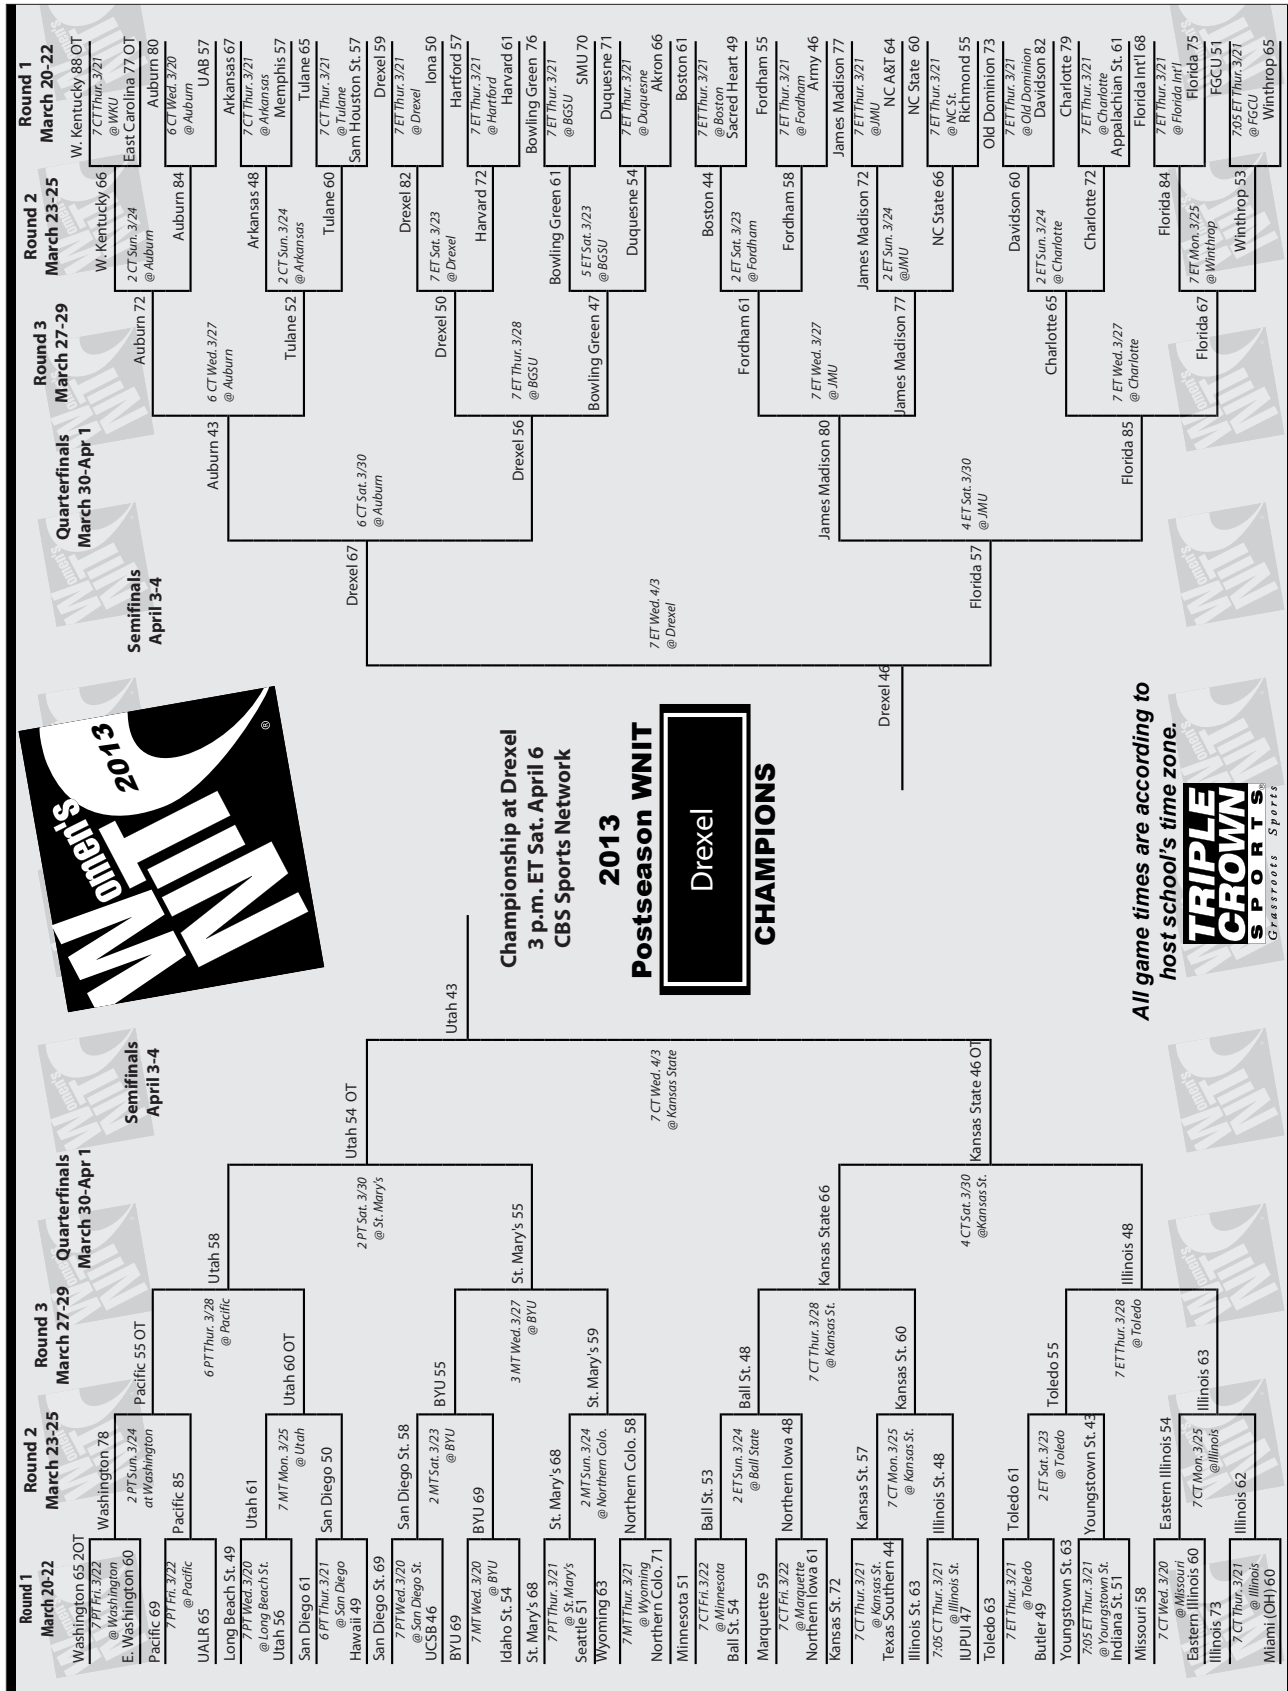 Round 1
March 20-22
Round 2
March 23-25
Round 3
March 27-29
Quarterfinals
March 30-Apr 1
Semifinals
April 3-4
Semifinals
April 3-4
Quarterfinals
March 30-Apr 1
Round 3
March 27-29
Round 2
March 23-25
Round 1
March 20-22
Washington 65 2OT
7 PT Fri. 3/22
@ Washington
E. Washington 60
Pacific 69
7 PT Fri. 3/22
@ Pacific
UALR 65
Long Beach St. 49
7 PT Wed. 3/20
@ Long Beach St.
Utah 56
San Diego 61
6 PT Thur. 3/21
@ San Diego
Hawaii 49
San Diego St. 69
7 PT Wed. 3/20
@ San Diego St.
UCSB 46
BYU 69
7 MT Wed. 3/20
@ BYU
Idaho St. 54
St. Mary's 68
7 PT Thur. 3/21
@ St. Mary's
Seattle 51
Wyoming 63
7 MT Thur. 3/21
@ Wyoming
Northern Colo. 71
Minnesota 51
7 CT Fri. 3/22
@ Minnesota
Ball St. 54
Marquette 59
7 CT Fri. 3/22
@ Marquette
Northern Iowa 61
Kansas St. 72
7 CT Thur. 3/21
@ Kansas St.
Texas Southern 44
Illinois St. 63
7:05 CT Thur. 3/21
@ Illinois St.
IUPUI 47
Toledo 63
7 ET Thur. 3/21
@ Toledo
Butler 49
Youngstown St. 63
7:05 ET Thur. 3/21
@ Youngstown St.
Indiana St. 51
Missouri 58
7 CT Wed. 3/20
@ Missouri
Eastern Illinois 60
Illinois 73
7 CT Thur. 3/21
@ Illinois
Miami (OH) 60
Washington 78
2 PT Sun. 3/24
at Washington
Pacific 85
Utah 61
7 MT Mon. 3/25
@ Utah
San Diego 50
San Diego St. 58
2 MT Sat. 3/23
@ BYU
BYU 69
St. Mary's 68
2 MT Sun. 3/24
@ Northern Colo.
Northern Colo. 58
Ball St. 53
2 ET Sun. 3/24
@ Ball State
Northern Iowa 48
Kansas St. 57
7 CT Mon. 3/25
@ Kansas St.
Illinois St. 48
Toledo 61
2 ET Sat. 3/23
@ Toledo
Youngstown St. 43
Eastern Illinois 54
7 CT Mon. 3/25
@Illinois
Illinois 62
Pacific 55 OT
6 PT Thur. 3/28
@ Pacific
Utah 60 OT
BYU 55
3 MT Wed. 3/27
@ BYU
St. Mary's 59
Ball St. 48
7 CT Thur. 3/28
@ Kansas St.
Kansas St. 60
Toledo 55
7 ET Thur. 3/28
@ Toledo
Illinois 63
Utah 58
2 PT Sat. 3/30
@ St. Mary's
St. Mary's 55
Kansas State 66
4 CT Sat. 3/30
@Kansas St.
Illinois 48
Utah 54 OT
7 CT Wed. 4/3
@ Kansas State
Kansas State 46 OT
Utah 43
Women's
NIT
2013
®
Championship at Drexel
3 p.m. ET Sat. April 6
CBS Sports Network
2013
Postseason WNIT
Drexel
CHAMPIONS
All game times are according to
host school's time zone.
TRIPLE
CROWN
SPORTS
Grassroots Sports
Drexel 46
Drexel 67
7 ET Wed. 4/3
@ Drexel
Florida 57
Auburn 43
6 CT Sat. 3/30
@ Auburn
Drexel 56
James Madison 80
4 ET Sat. 3/30
@ JMU
Florida 85
Auburn 72
6 CT Wed. 3/27
@ Auburn
Tulane 52
Drexel 50
7 ET Thur. 3/28
@ BGSU
Bowling Green 47
Fordham 61
7 ET Wed. 3/27
@ JMU
James Madison 77
Charlotte 65
7 ET Wed. 3/27
@ Charlotte
Florida 67
W. Kentucky 66
2 CT Sun. 3/24
@ Auburn
Auburn 84
Arkansas 48
2 CT Sun. 3/24
@ Arkansas
Tulane 60
Drexel 82
7 ET Sat. 3/23
@ Drexel
Harvard 72
Bowling Green 61
5 ET Sat. 3/23
@ BGSU
Duquesne 54
Boston 44
2 ET Sat. 3/23
@ Fordham
Fordham 58
James Madison 72
2 ET Sun. 3/24
@JMU
NC State 66
Davidson 60
2 ET Sun. 3/24
@ Charlotte
Charlotte 72
Florida 84
7 ET Mon. 3/25
@ Winthrop
Winthrop 53
W. Kentucky 88 OT
7 CT Thur. 3/21
@ WKU
East Carolina 77 OT
Auburn 80
6 CT Wed. 3/20
@ Auburn
UAB 57
Arkansas 67
7 CT Thur. 3/21
@ Arkansas
Memphis 57
Tulane 65
7 CT Thur. 3/21
@ Tulane
Sam Houston St. 57
Drexel 59
7 ET Thur. 3/21
@ Drexel
Iona 50
Hartford 57
7 ET Thur. 3/21
@ Hartford
Harvard 61
Bowling Green 76
7 ET Thur. 3/21
@ BGSU
SMU 70
Duquesne 71
7 ET Thur. 3/21
@ Duquesne
Akron 66
Boston 61
7 ET Thur. 3/21
@ Boston
Sacred Heart 49
Fordham 55
7 ET Thur. 3/21
@ Fordham
Army 46
James Madison 77
7 ET Thur. 3/21
@JMU
NC A&T 64
NC State 60
7 ET Thur. 3/21
@ NC St.
Richmond 55
Old Dominion 73
7 ET Thur. 3/21
@ Old Dominion
Davidson 82
Charlotte 79
7 ET Thur. 3/21
@ Charlotte
Appalachian St. 61
Florida Int'l 68
7 ET Thur. 3/21
@ Florida Int'l
Florida 75
FGCU 51
7:05 ET Thur. 3/21
@ FGCU
Winthrop 65